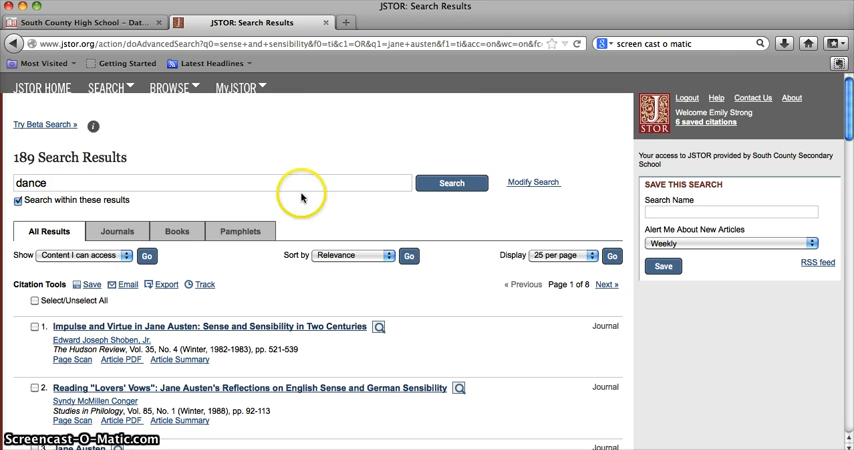 JSTOR: Search Results
South County High School – Dat...
JSTOR: Search Results
www.jstor.org/action/doAdvancedSearch?q0=sense+and+sensibility&f0=ti&c1=OR&q1=jane+austen&f1=ti&acc=on&wc=on&fc
screen cast o matic
Most Visited
Getting Started
Latest Headlines
JSTOR HOME SEARCH BROWSE MyJSTOR
Logout Help Contact Us About
Welcome Emily Strong
6 saved citations
JSTOR
Try Beta Search »
i
189 Search Results
dance
Search
Modify Search
Search within these results
All Results Journals Books Pamphlets
Show Content I can access Go
Sort by Relevance Go
Display 25 per page Go
Citation Tools Save Email Export Track
« Previous Page 1 of 8 Next »
Select/Unselect All
1. Impulse and Virtue in Jane Austen: Sense and Sensibility in Two Centuries
Journal
Edward Joseph Shoben, Jr.
The Hudson Review, Vol. 35, No. 4 (Winter, 1982-1983), pp. 521-539
Page Scan Article PDF Article Summary
2. Reading "Lovers' Vows": Jane Austen's Reflections on English Sense and German Sensibility
Journal
Syndy McMillen Conger
Studies in Philology, Vol. 85, No. 1 (Winter, 1988), pp. 92-113
Page Scan Article PDF Article Summary
3. Jane Austen
Journal
Your access to JSTOR provided by South County Secondary
School
SAVE THIS SEARCH
Search Name
Alert Me About New Articles
Weekly
Save
RSS feed
Screencast-O-Matic.com